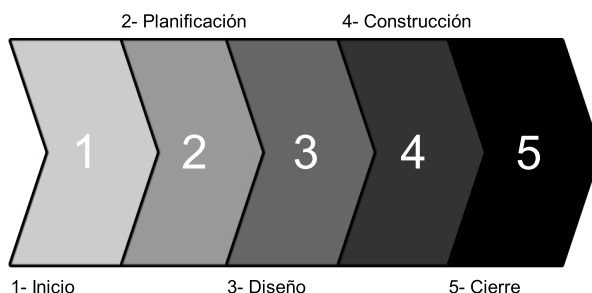 2- Planificación
4- Construcción
1
2
3
4
5
1- Inicio
3- Diseño
5- Cierre